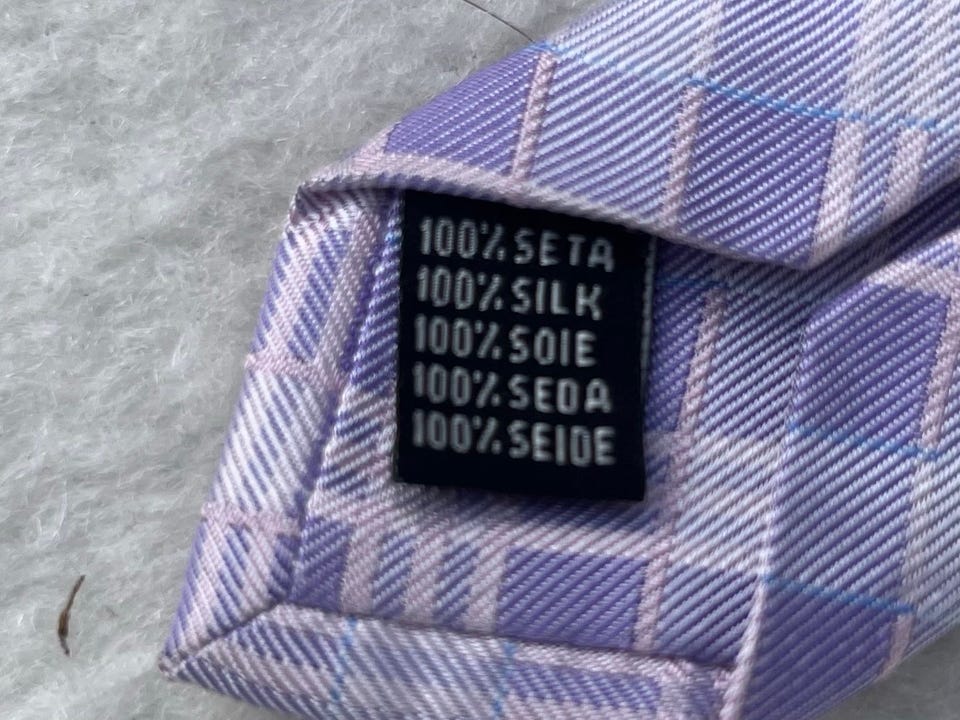 100% SETA
100% SILK
100% SOIE
100% SEDA
100% SEIDE